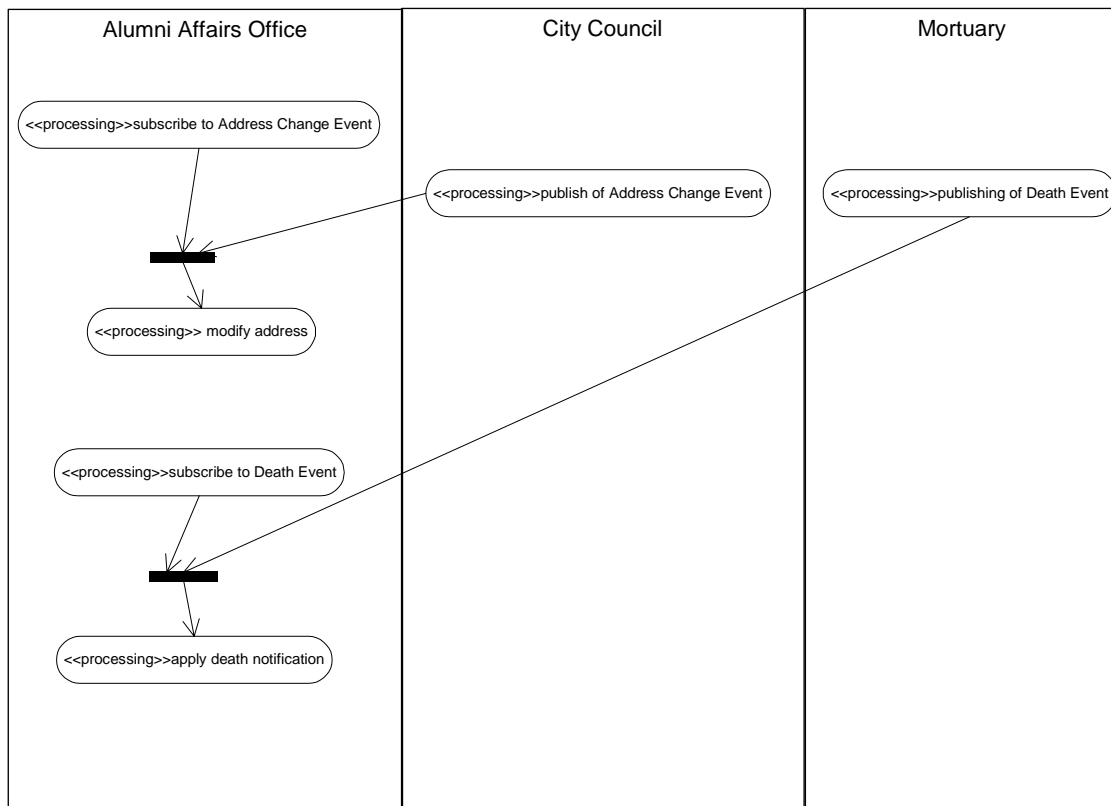 Alumni Affairs Office
City Council
Mortuary
<<processing>>subscribe to Address Change Event
<<processing>>publish of Address Change Event
<<processing>>publishing of Death Event
<<processing>> modify address
<<processing>>subscribe to Death Event
<<processing>>apply death notification